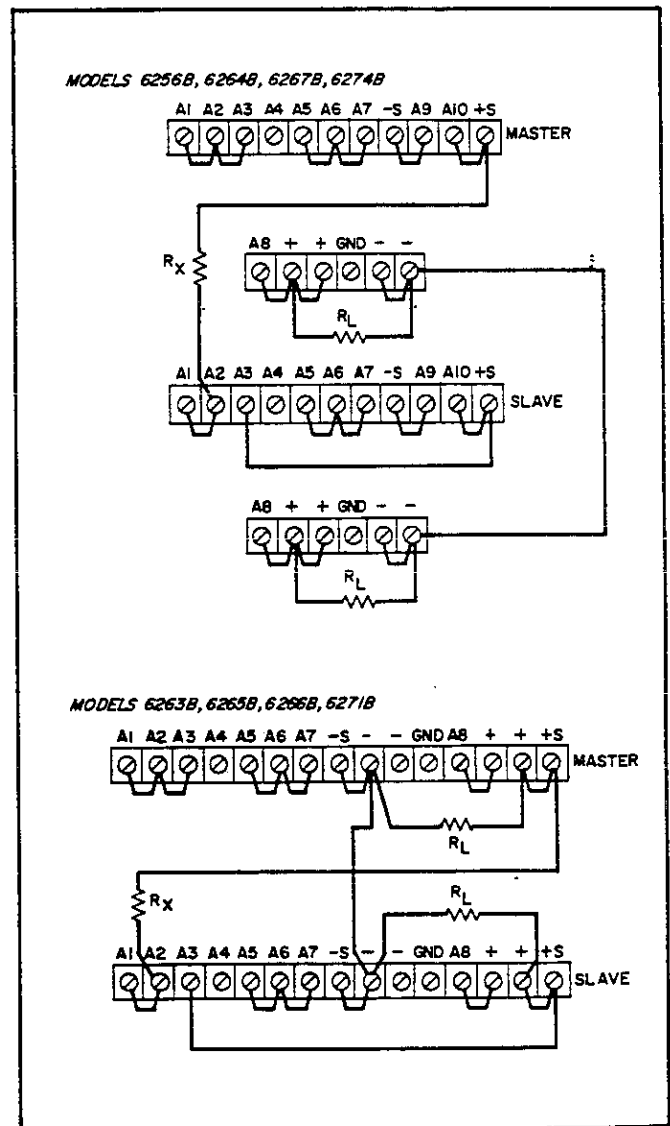 MODELS 6256B, 6264B, 6267B, 6274B
A1 A2 A3 A4 A5 A6 A7 -S A9 A10 +S
MASTER
RX
A8 + + GND - -
RL
A1 A2 A3 A4 A5 A6 A7 -S A9 A10 +S
SLAVE
A8 + + GND - -
RL
MODELS 6263B, 6265B, 6266B, 6271B
A1 A2 A3 A4 A5 A6 A7 -S - - GND A8 + + +S
MASTER
RL
RX
RL
A1 A2 A3 A4 A5 A6 A7 -S - - GND A8 + + +S
SLAVE